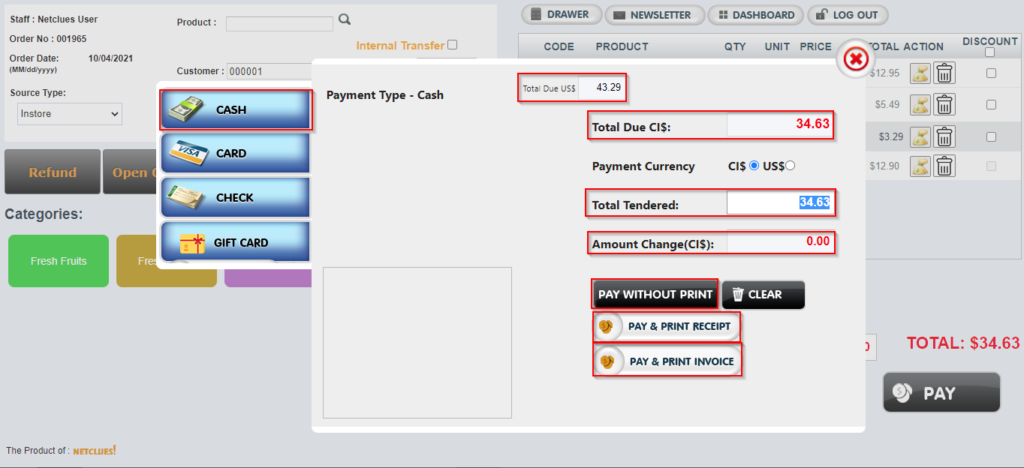 Staff : Netclues User
Order No : 001965
Order Date: 10/04/2021
(MM/dd/yyyy)
Source Type:
Instore
Product :
Internal Transfer
Customer : 000001
DRAWER
NEWSLETTER
DASHBOARD
LOG OUT
CODE PRODUCT QTY UNIT PRICE TOTAL ACTION DISCOUNT
$12.95
$5.49
$3.29
$12.90
Refund
Open
Categories:
Fresh Fruits
CASH
CARD
CHECK
GIFT CARD
Payment Type - Cash
Total Due US$ 43.29
Total Due CI$: 34.63
Payment Currency CI$ US$
Total Tendered: 34.63
Amount Change(CI$): 0.00
PAY WITHOUT PRINT
CLEAR
PAY & PRINT RECEIPT
PAY & PRINT INVOICE
TOTAL: $34.63
PAY
The Product of : NETCLUES!